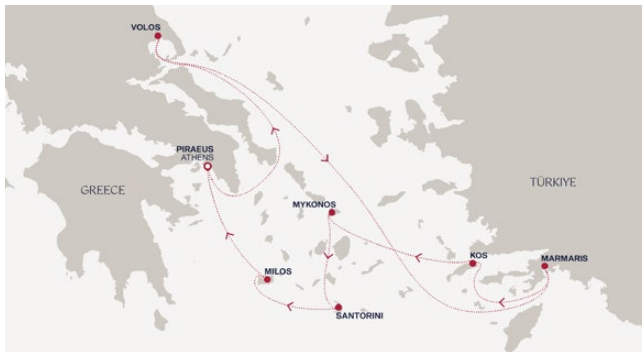 VOLOS
PIRAEUS
ATHENS
GREECE
TÜRKIYE
MYKONOS
KOS
MARMARIS
MILOS
SANTORINI